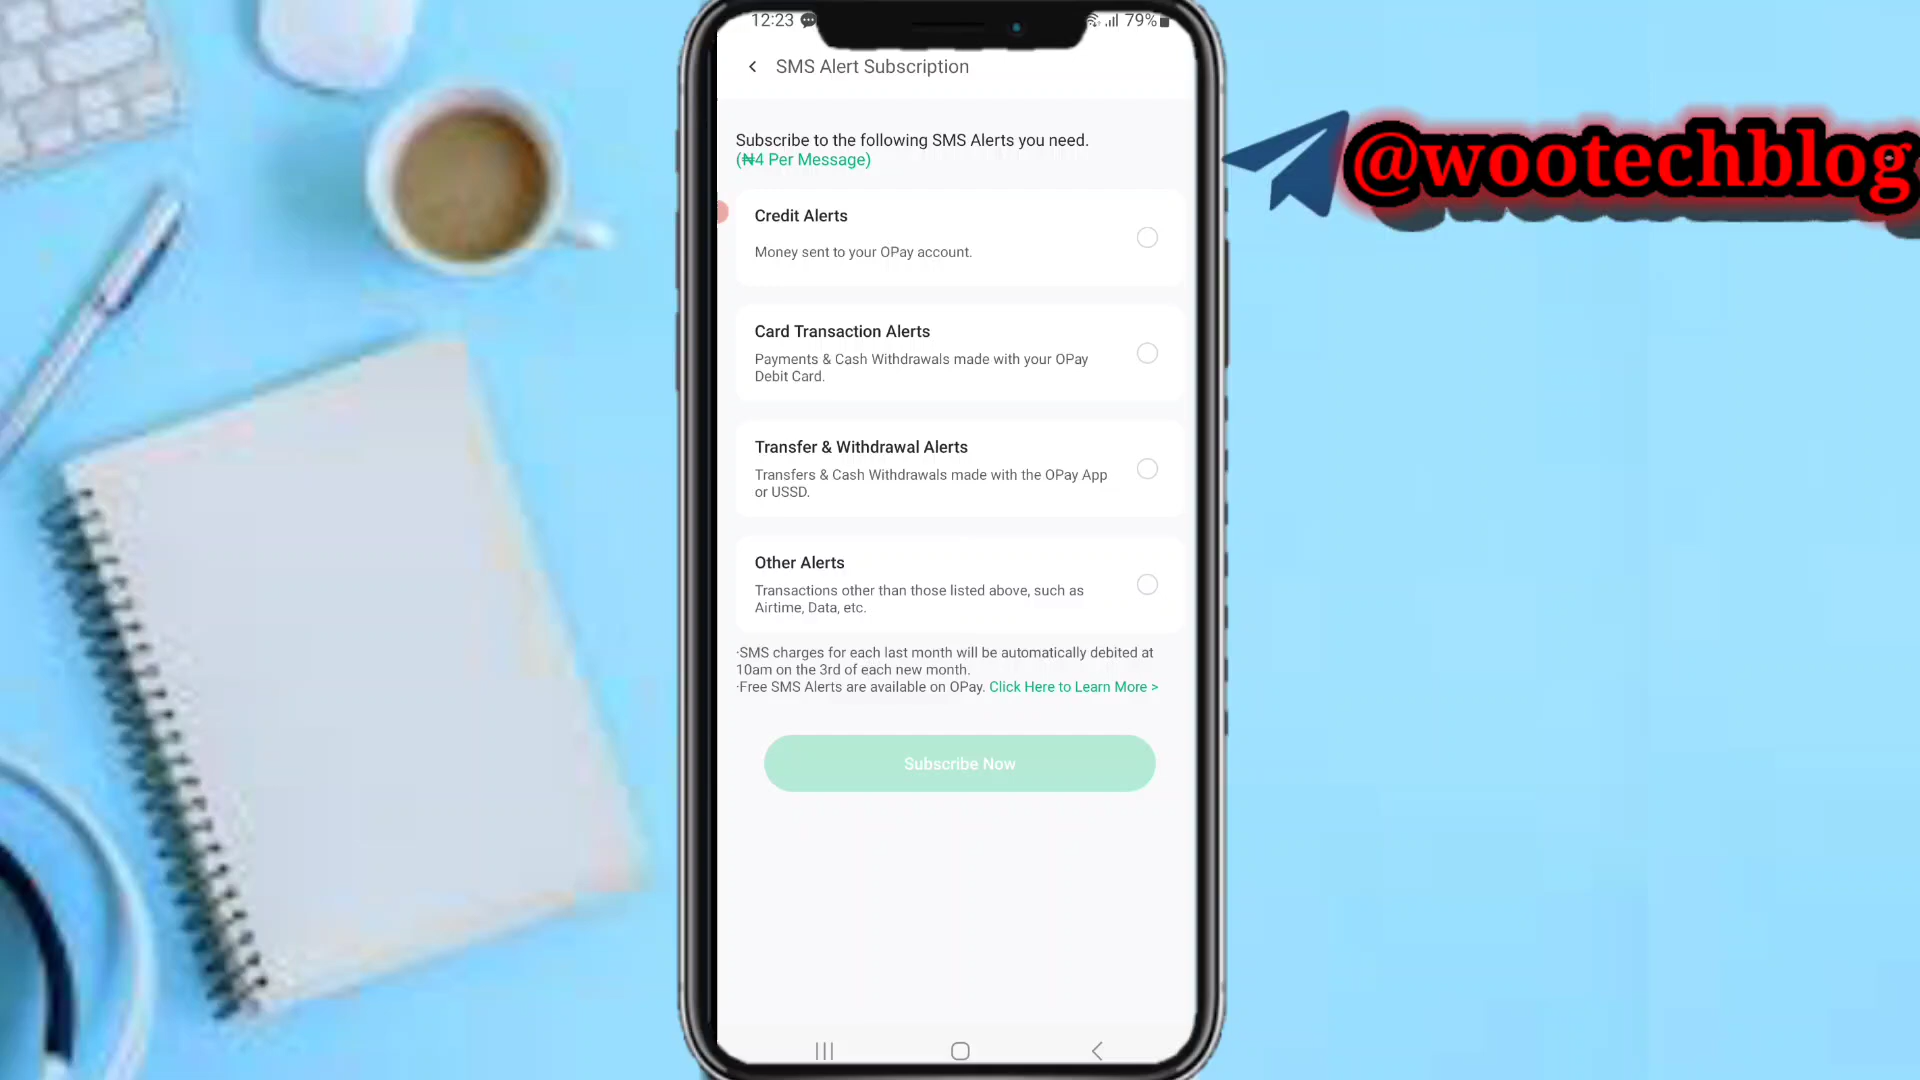 12:23
79%
SMS Alert Subscription
@wootechblog
Subscribe to the following SMS Alerts you need.
(₦4 Per Message)
Credit Alerts
Money sent to your OPay account.
Card Transaction Alerts
Payments & Cash Withdrawals made with your OPay
Debit Card.
Transfer & Withdrawal Alerts
Transfers & Cash Withdrawals made with the OPay App
or USSD.
Other Alerts
Transactions other than those listed above, such as
Airtime, Data, etc.
·SMS charges for each last month will be automatically debited at
10am on the 3rd of each new month.
·Free SMS Alerts are available on OPay. Click Here to Learn More >
Subscribe Now